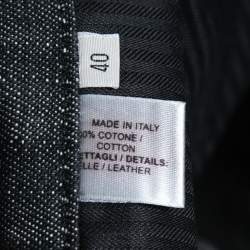 40
MADE IN ITALY
0% COTONE /
COTTON
ETTAGLI / DETAILS:
LLE / LEATHER